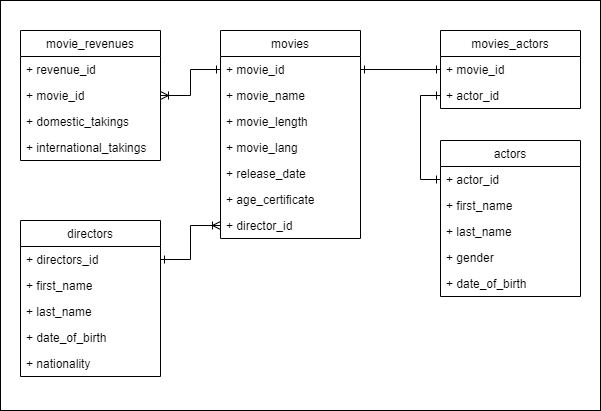 movie_revenues
+ revenue_id
+ movie_id
+ domestic_takings
+ international_takings
movies
+ movie_id
+ movie_name
+ movie_length
+ movie_lang
+ release_date
+ age_certificate
+ director_id
movies_actors
+ movie_id
+ actor_id
actors
+ actor_id
+ first_name
+ last_name
+ gender
+ date_of_birth
directors
+ directors_id
+ first_name
+ last_name
+ date_of_birth
+ nationality